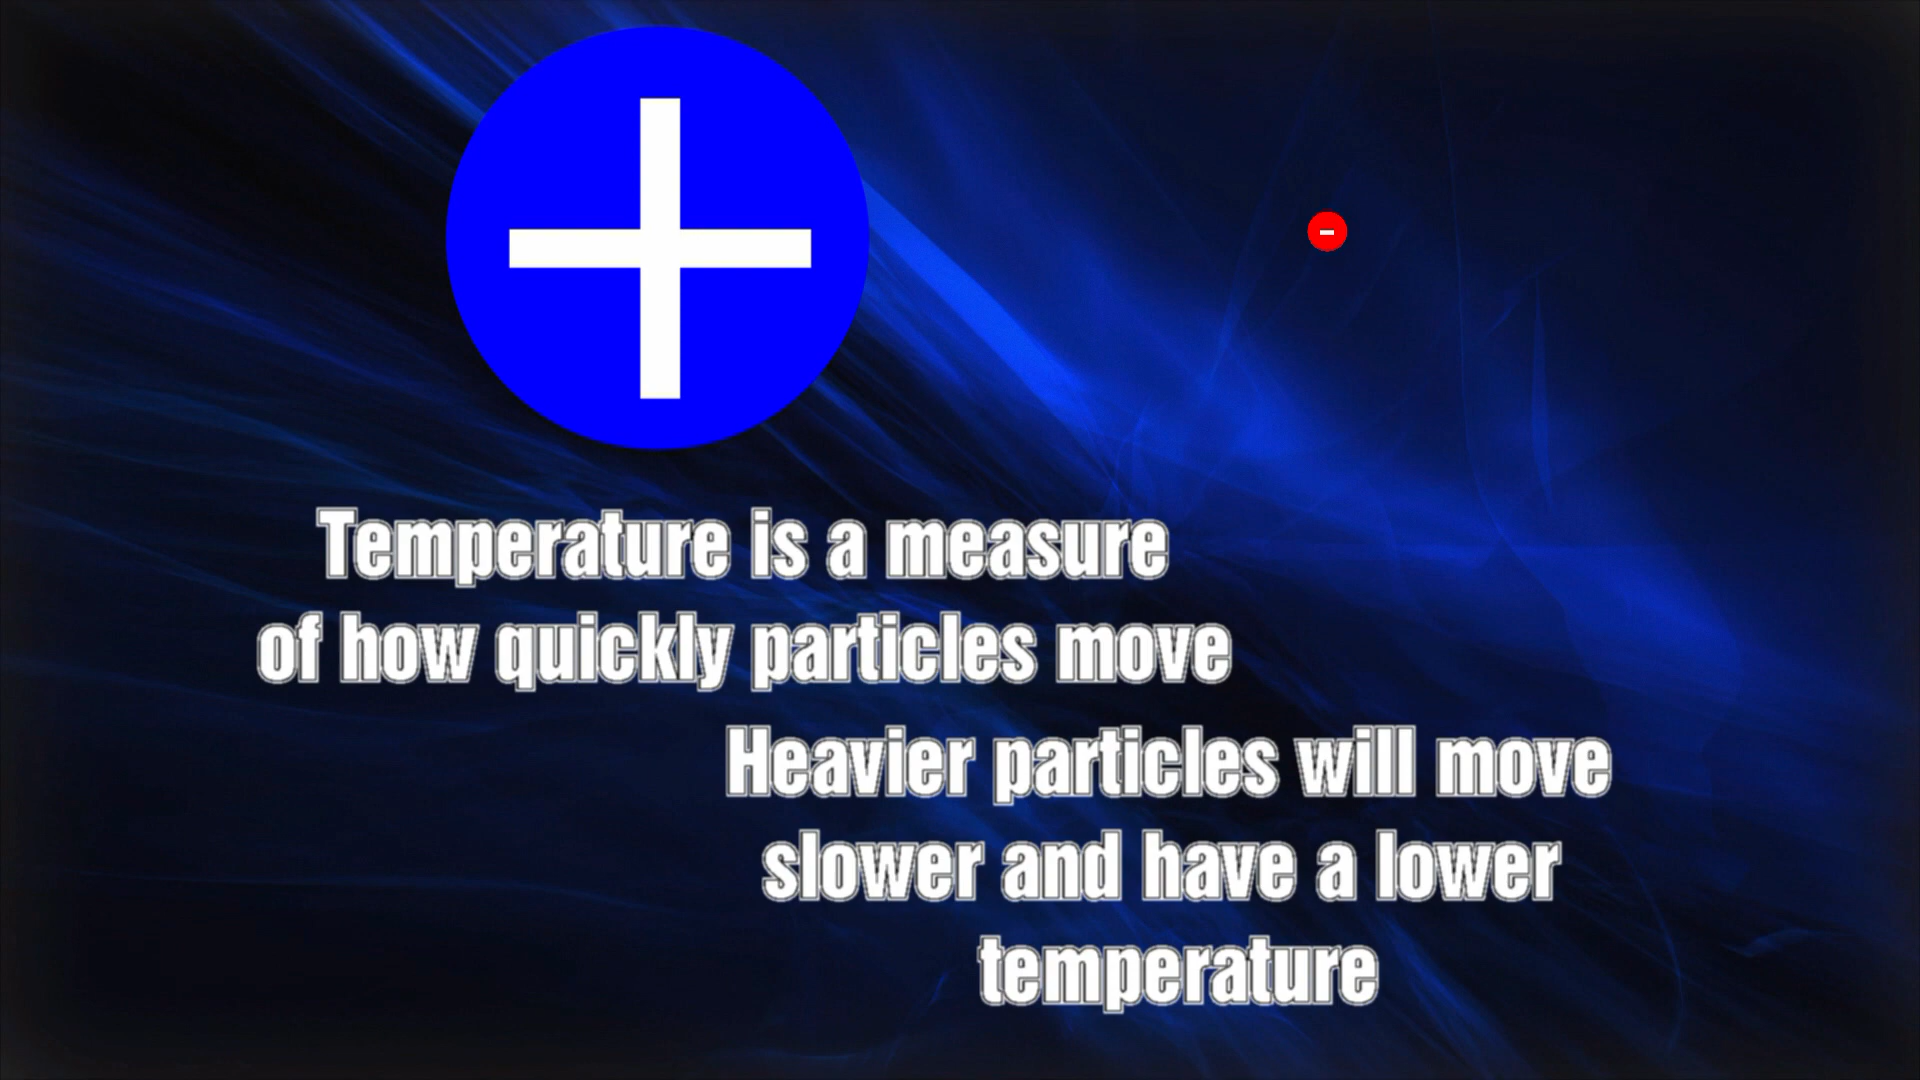 Temperature is a measure
of how quickly particles move
Heavier particles will move
slower and have a lower
temperature